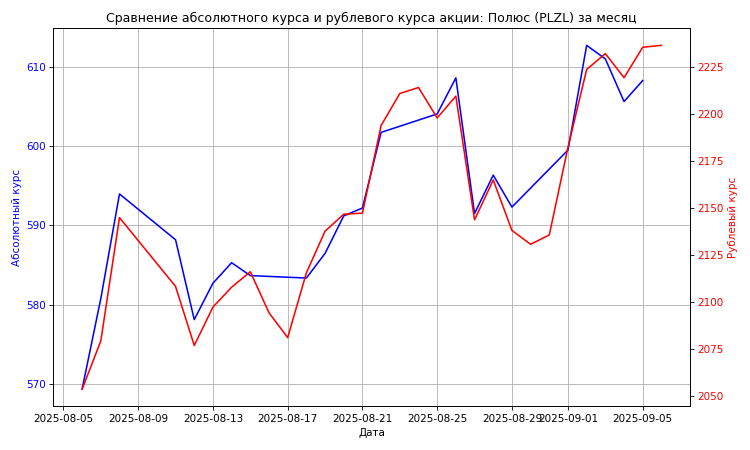 Сравнение абсолютного курса и рублевого курса акции: Полюс (PLZL) за месяц
Абсолютный курс
610
600
590
580
570
2225
2200
2175
2150
2125
2100
2075
2050
Рублевый курс
2025-08-05 2025-08-09 2025-08-13 2025-08-17 2025-08-21 2025-08-25 2025-08-29 2025-09-01 2025-09-05
Дата